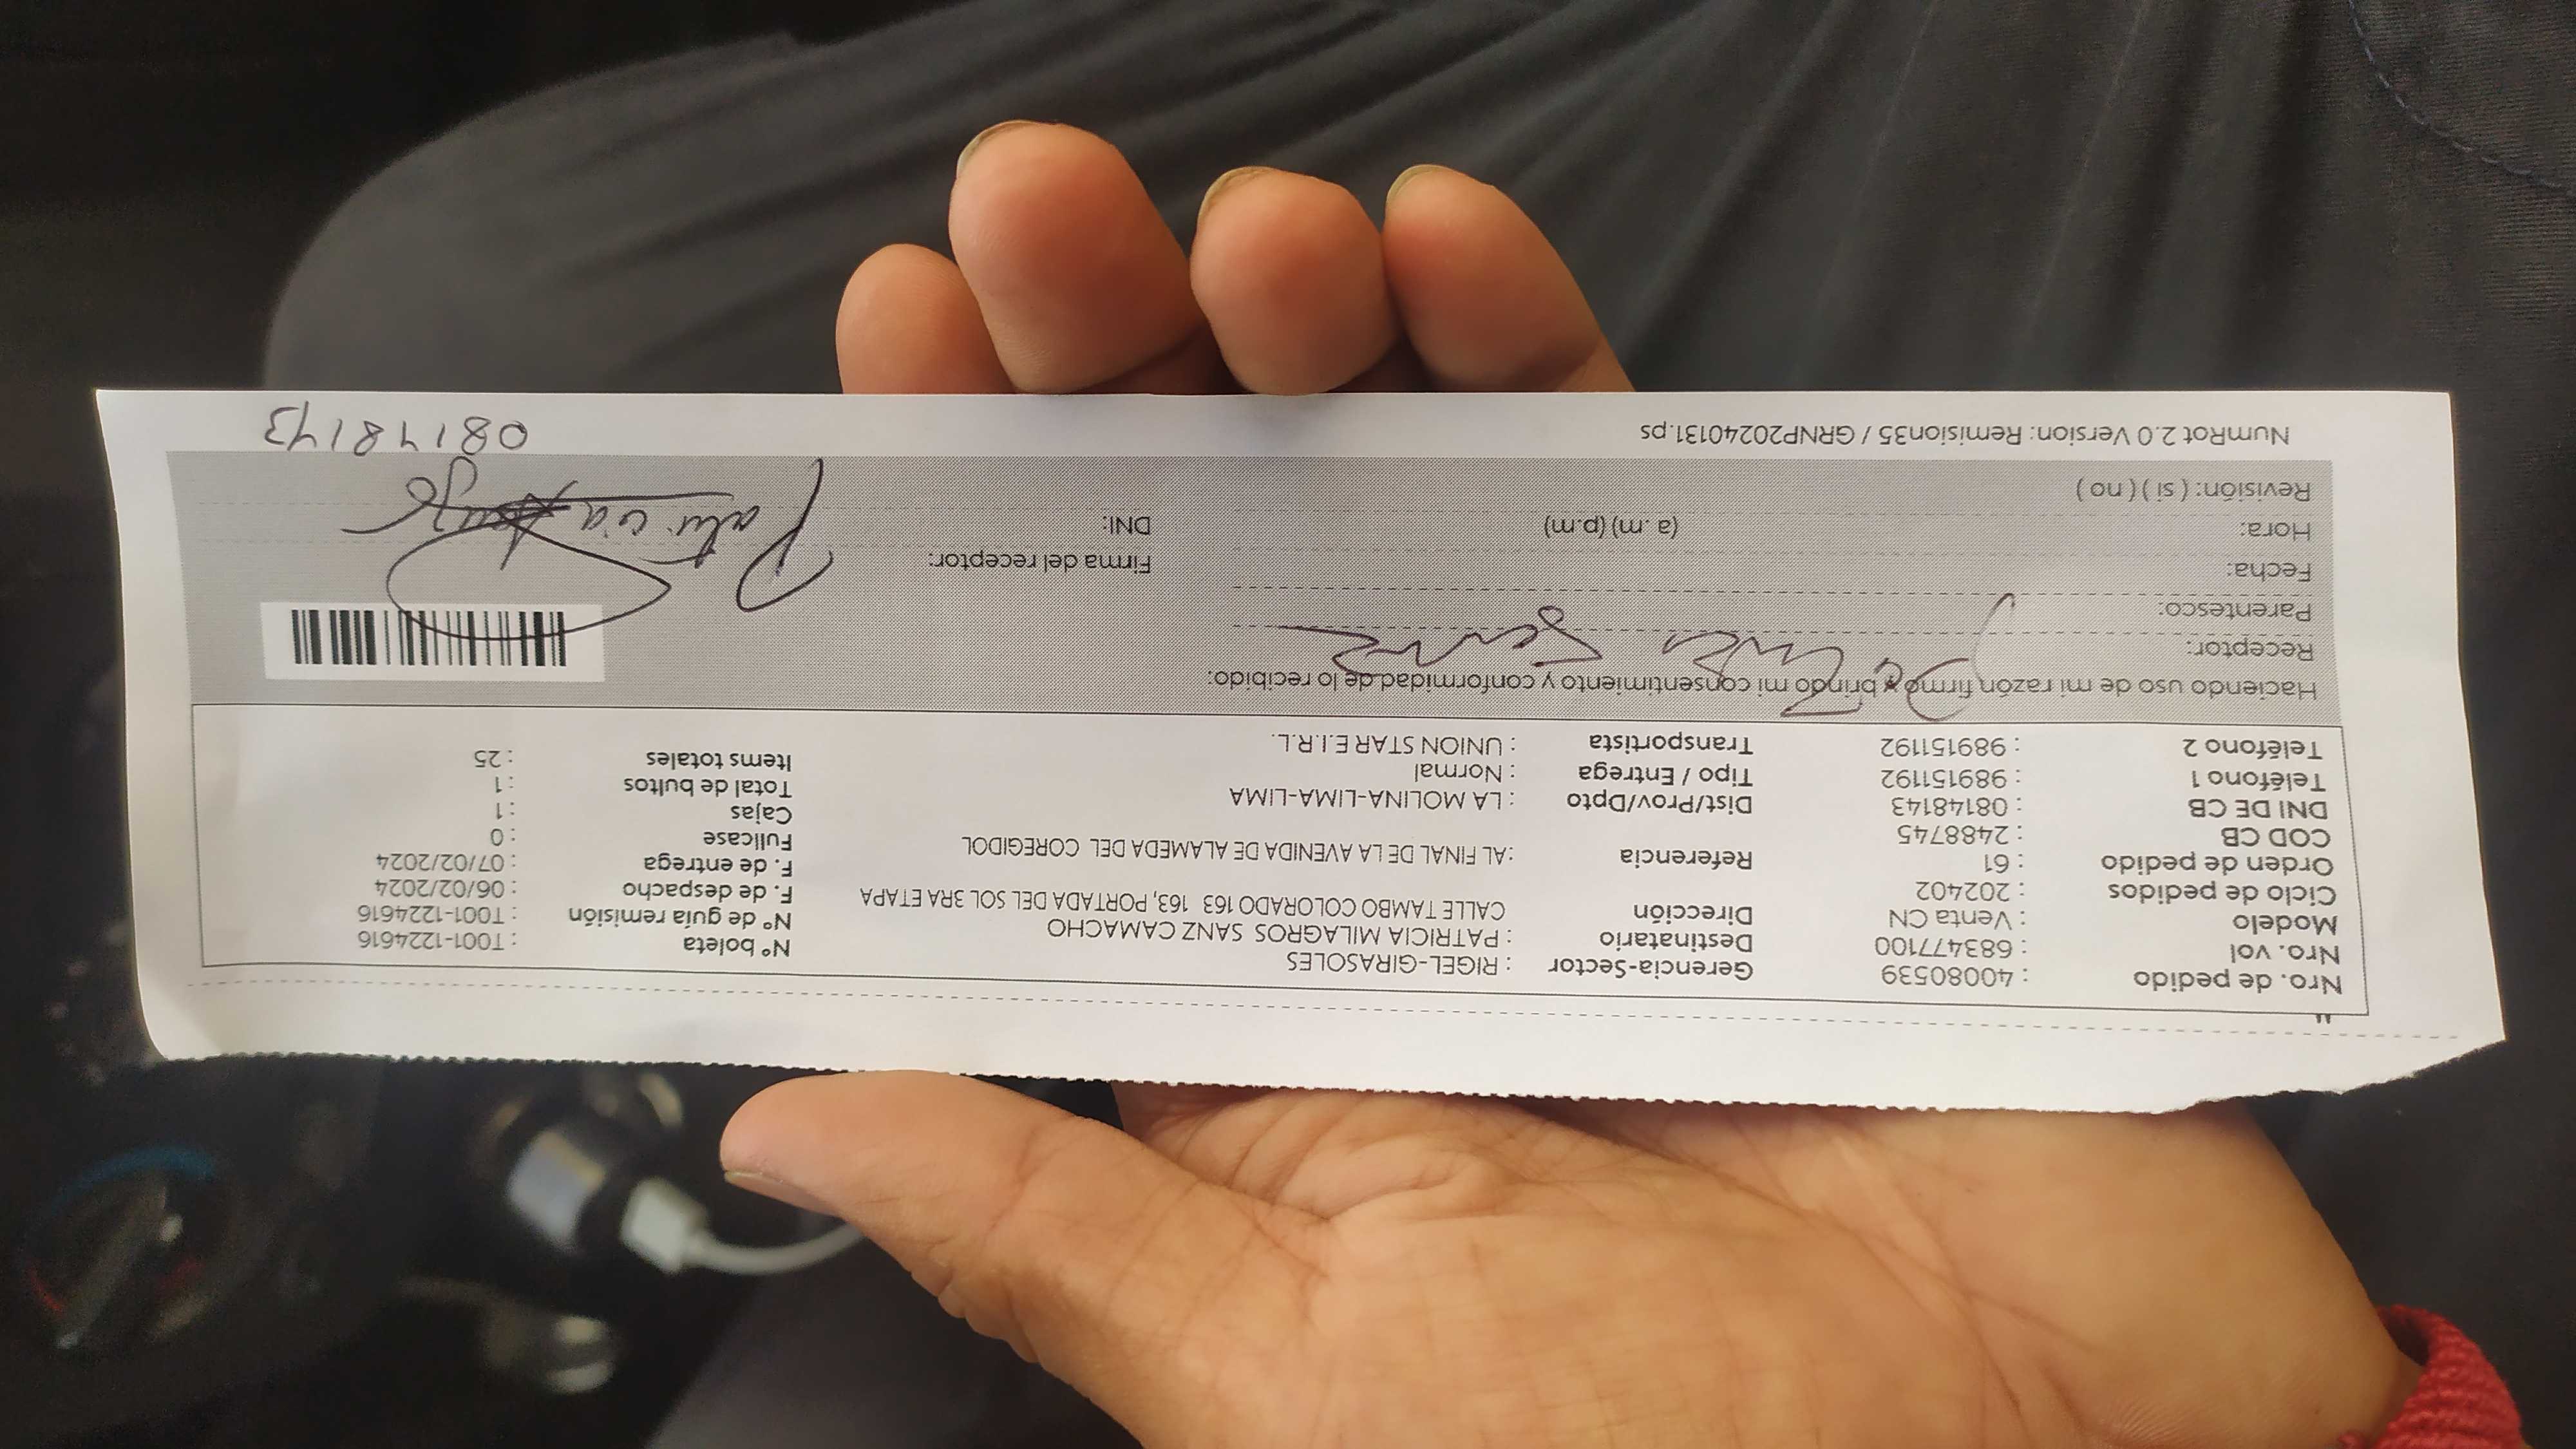 Nro. de pedido : 40080539 Gerencia-Sector : RIGEL-GIRASOLES N° boleta : T001-1224616
Nro. vol : 683477100 Destinatario : PATRICIA MILAGROS SANZ CAMACHO N° de guía remisión : T001-1224616
Modelo : Venta CN Dirección CALLE TAMBO COLORADO 163 163, PORTADA DEL SOL 3RA ETAPA F. de despacho : 06/02/2024
Ciclo de pedidos : 202402 F. de entrega : 07/02/2024
Orden de pedido : 61 Referencia : AL FINAL DE LA AVENIDA DE ALAMEDA DEL COREGIDOL Fullcase : 0
COD CB : 2488745 Cajas : 1
DNI DE CB : 08148143 Dist/Prov/Dpto : LA MOLINA-LIMA-LIMA Total de bultos : 1
Teléfono 1 : 989151192 Tipo / Entrega : Normal Items totales : 25
Teléfono 2 : 989151192 Transportista : UNION STAR E.I.R.L.
Haciendo uso de mi razón firmo y brindo mi consentimiento y conformidad de lo recibido:
Receptor:
Parentesco:
Fecha: Firma del receptor:
Hora: (a .m) (p.m) DNI: Patricia
Revisión: ( si ) ( no )
NumRot 2.0 Version: Remision35 / GRNP20240131.ps 08148143